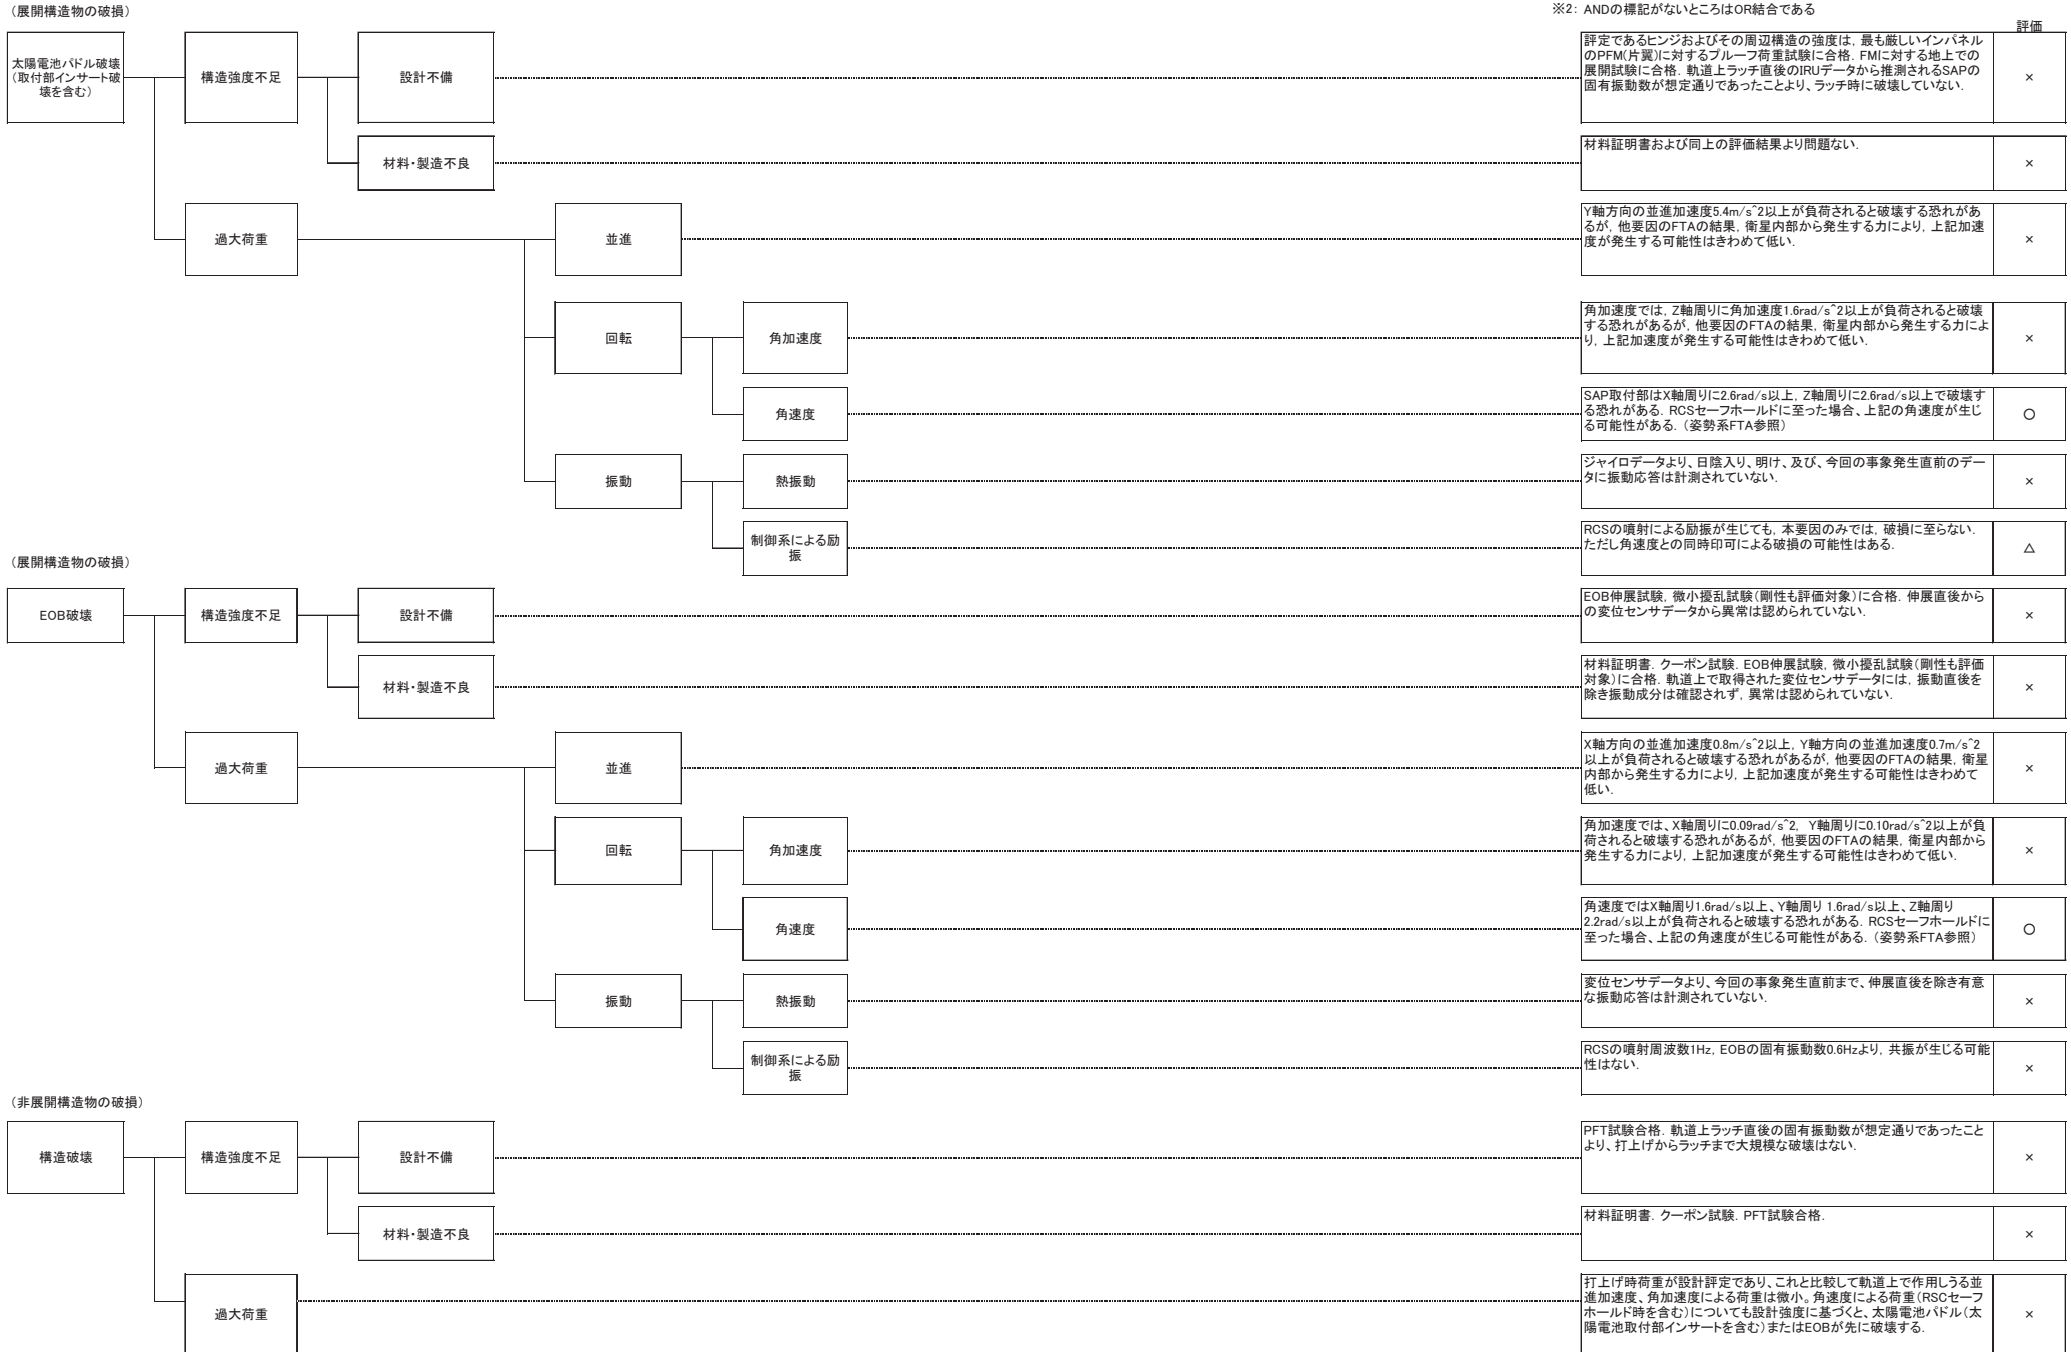 （展開構造物の破損）
※2： ANDの標記がないところはOR結合である
評価
太陽電池パドル破壊
（取付部インサート破
壊を含む）
構造強度不足
設計不備
評定であるヒンジおよびその周辺構造の強度は，最も厳しいインパネル
のPFM(片翼)に対するプルーフ荷重試験に合格．FMに対する地上での
展開試験に合格．軌道上ラッチ直後のIRUデータから推測されるSAPの
固有振動数が想定通りであったことより、ラッチ時に破壊していない．
×
材料・製造不良
材料証明書および同上の評価結果より問題ない．
×
過大荷重
並進
Y軸方向の並進加速度5.4m/s^2以上が負荷されると破壊する恐れがあ
るが，他要因のFTAの結果，衛星内部から発生する力により，上記加速
度が発生する可能性はきわめて低い．
×
回転
角加速度
角加速度では，Z軸周りに角加速度1.6rad/s^2以上が負荷されると破壊
する恐れがあるが，他要因のFTAの結果，衛星内部から発生する力によ
り，上記加速度が発生する可能性はきわめて低い．
×
角速度
SAP取付部はX軸周りに2.6rad/s以上，Z軸周りに2.6rad/s以上で破壊す
る恐れがある．RCSセーフホールドに至った場合、上記の角速度が生じ
る可能性がある．（姿勢系FTA参照）
○
振動
熱振動
ジャイロデータより、日陰入り、明け、及び、今回の事象発生直前のデー
タに振動応答は計測されていない．
×
制御系による励
振
RCSの噴射による励振が生じても，本要因のみでは，破損に至らない．
ただし角速度との同時印可による破損の可能性はある．
△
（展開構造物の破損）
EOB破壊
構造強度不足
設計不備
EOB伸展試験，微小擾乱試験（剛性も評価対象）に合格．伸展直後から
の変位センサデータから異常は認められていない．
×
材料・製造不良
材料証明書．クーポン試験．EOB伸展試験，微小擾乱試験（剛性も評価
対象）に合格．軌道上で取得された変位センサデータには，振動直後を
除き振動成分は確認されず，異常は認められていない．
×
過大荷重
並進
X軸方向の並進加速度0.8m/s^2以上，Y軸方向の並進加速度0.7m/s^2
以上が負荷されると破壊する恐れがあるが，他要因のFTAの結果，衛星
内部から発生する力により，上記加速度が発生する可能性はきわめて
低い．
×
回転
角加速度
角加速度では、X軸周りに0.09rad/s^2， Y軸周りに0.10rad/s^2以上が負
荷されると破壊する恐れがあるが，他要因のFTAの結果，衛星内部から
発生する力により，上記加速度が発生する可能性はきわめて低い．
×
角速度
角速度ではX軸周り1.6rad/s以上、Y軸周り 1.6rad/s以上、Z軸周り
2.2rad/s以上が負荷されると破壊する恐れがある．RCSセーフホールドに
至った場合、上記の角速度が生じる可能性がある．（姿勢系FTA参照）
○
振動
熱振動
変位センサデータより、今回の事象発生直前まで、伸展直後を除き有意
な振動応答は計測されていない．
×
制御系による励
振
RCSの噴射周波数1Hz，EOBの固有振動数0.6Hzより，共振が生じる可能
性はない．
×
（非展開構造物の破損）
構造破壊
構造強度不足
設計不備
PFT試験合格．軌道上ラッチ直後の固有振動数が想定通りであったこと
より、打上げからラッチまで大規模な破壊はない．
×
材料・製造不良
材料証明書．クーポン試験．PFT試験合格．
×
過大荷重
打上げ時荷重が設計評定であり、これと比較して軌道上で作用しうる並
進加速度、角加速度による荷重は微小。角速度による荷重（RSCセーフ
ホールド時を含む）についても設計強度に基づくと、太陽電池パドル（太
陽電池取付部インサートを含む）またはEOBが先に破壊する．
×